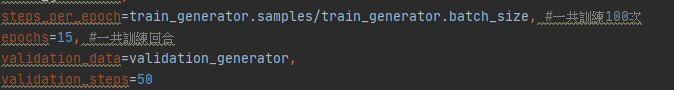 steps_per_epoch=train_generator.samples/train_generator.batch_size, #一共訓練100次
epochs=15, #一共訓練回合
validation_data=validation_generator,
validation_steps=50